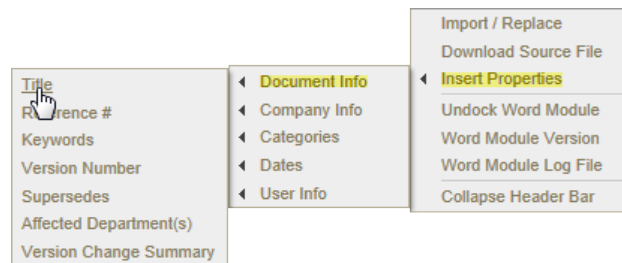 Import / Replace
Download Source File
Insert Properties
Undock Word Module
Word Module Version
Word Module Log File
Collapse Header Bar
Document Info
Company Info
Categories
Dates
User Info
Title
Reference #
Keywords
Version Number
Supersedes
Affected Department(s)
Version Change Summary